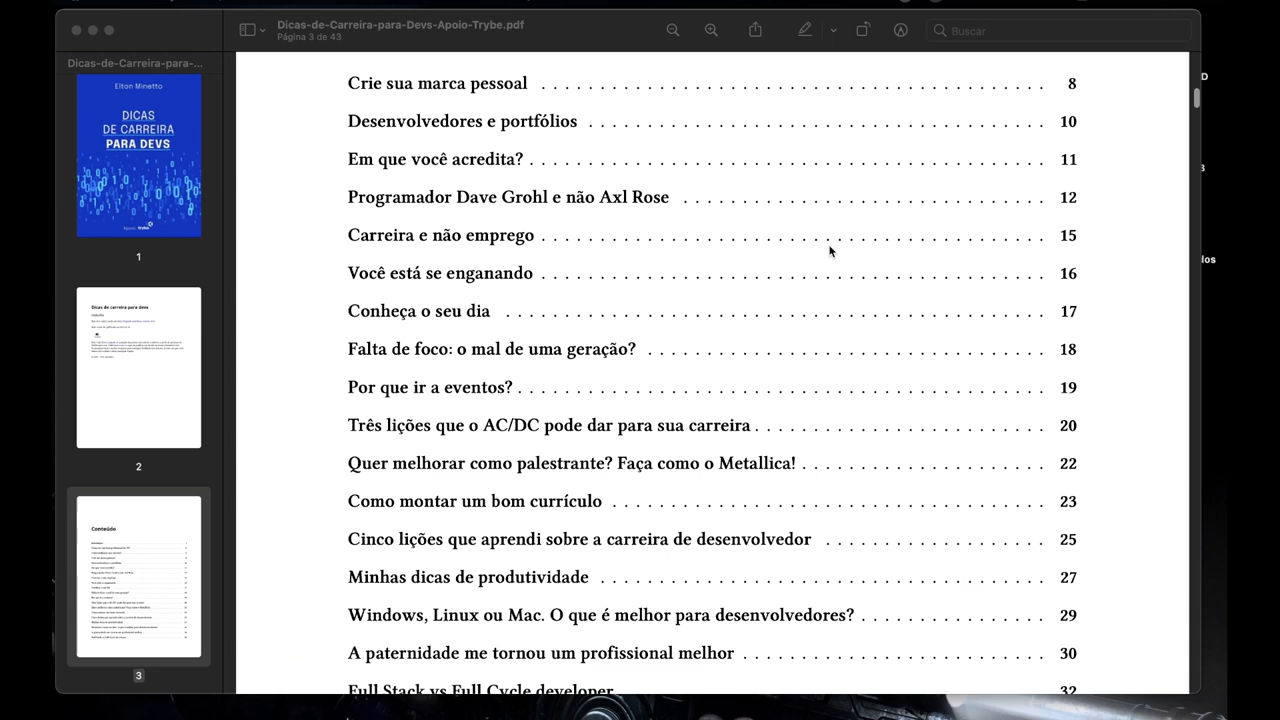 Dicas-de-Carreira-para-Devs-Apoio-Trybe.pdf
Página 3 de 43
Buscar
Dicas-de-Carreira-para-...
Elton Minetto
DICAS
DE CARREIRA
PARA DEVS
trybe
1
Dicas de carreira para devs
2
Conteúdo
3
Crie sua marca pessoal . . . . . . . . . . . . . . . . . . . . 8
Desenvolvedores e portfólios . . . . . . . . . . . . . . . . . . . . 10
Em que você acredita? . . . . . . . . . . . . . . . . . . . . 11
Programador Dave Grohl e não Axl Rose . . . . . . . . . . . . . . . . . . . . 12
Carreira e não emprego . . . . . . . . . . . . . . . . . . . . 15
Você está se enganando . . . . . . . . . . . . . . . . . . . . 16
Conheça o seu dia . . . . . . . . . . . . . . . . . . . . 17
Falta de foco: o mal de uma geração? . . . . . . . . . . . . . . . . . . . . 18
Por que ir a eventos? . . . . . . . . . . . . . . . . . . . . 19
Três lições que o AC/DC pode dar para sua carreira . . . . . . . . . . . . . . . . . . . . 20
Quer melhorar como palestrante? Faça como o Metallica! . . . . . . . . . . . . . . . . . . . . 22
Como montar um bom currículo . . . . . . . . . . . . . . . . . . . . 23
Cinco lições que aprendi sobre a carreira de desenvolvedor . . . . . . . . . . . . . . . . . . . . 25
Minhas dicas de produtividade . . . . . . . . . . . . . . . . . . . . 27
Windows, Linux ou Mac. O que é melhor para desenvolvedores? . . . . . . . . . . . . . . . . . . . . 29
A paternidade me tornou um profissional melhor . . . . . . . . . . . . . . . . . . . . 30
Full Stack vs Full Cycle developer . . . . . . . . . . . . . . . . . . . . 32
D
los